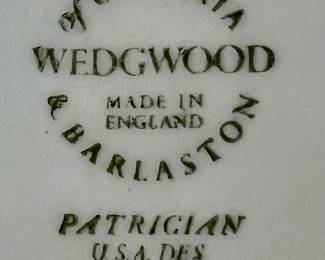 WEDGWOOD
MADE IN
ENGLAND
& BARLASTON
PATRICIAN
U.S.A. DES.